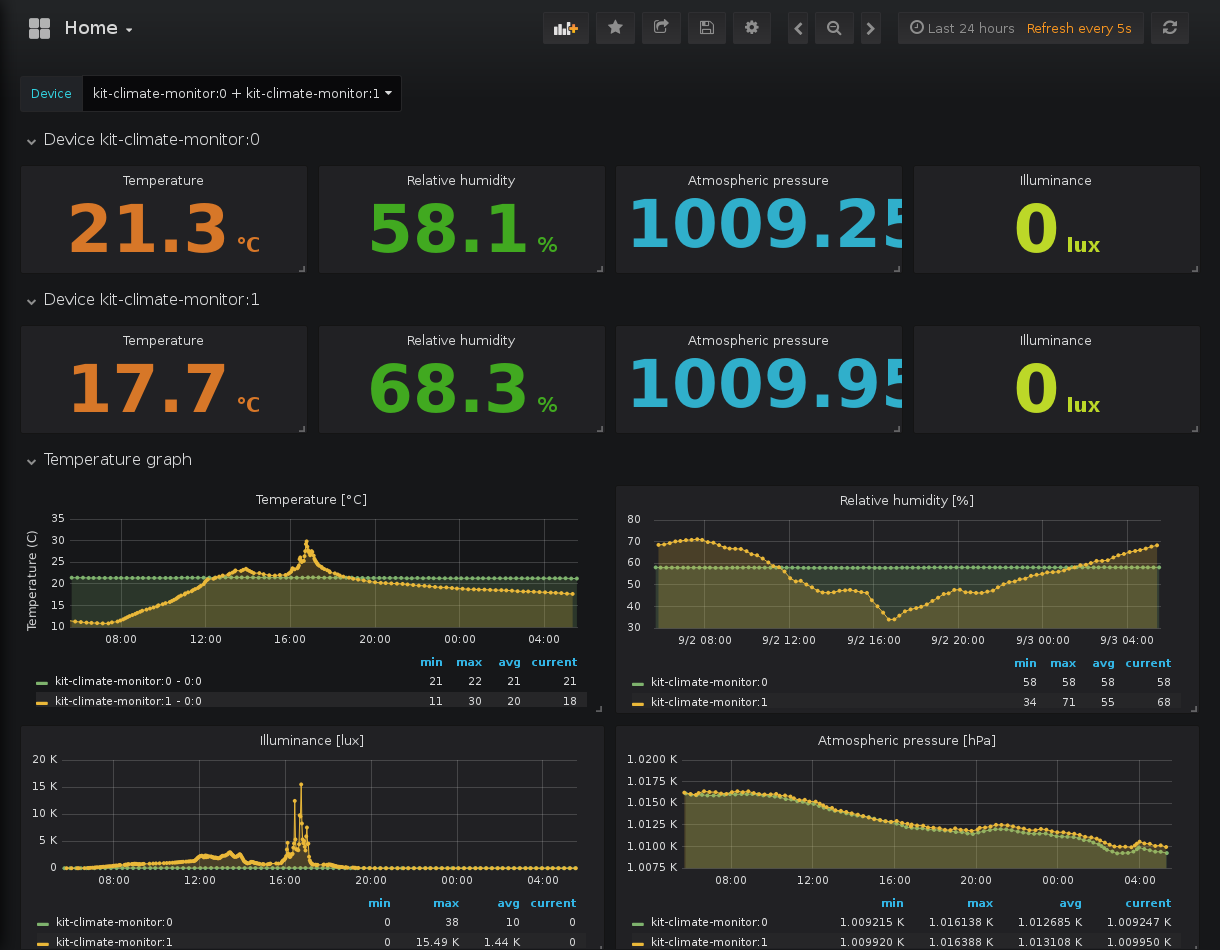 Home
Last 24 hours Refresh every 5s
Device kit-climate-monitor:0 + kit-climate-monitor:1
Device kit-climate-monitor:0
Temperature Relative humidity Atmospheric pressure Illuminance
21.3 °C 58.1 % 1009.25 0 lux
Device kit-climate-monitor:1
Temperature Relative humidity Atmospheric pressure Illuminance
17.7 °C 68.3 % 1009.95 0 lux
Temperature graph
Temperature [°C]
Temperature (C)
35
30
25
20
15
10
08:00 12:00 16:00 20:00 00:00 04:00
min max avg current
kit-climate-monitor:0 - 0:0 21 22 21 21
kit-climate-monitor:1 - 0:0 11 30 20 18
Relative humidity [%]
80
70
60
50
40
30
9/2 08:00 9/2 12:00 9/2 16:00 9/2 20:00 9/3 00:00 9/3 04:00
min max avg current
kit-climate-monitor:0 58 58 58 58
kit-climate-monitor:1 34 71 55 68
Illuminance [lux]
20 K
15 K
10 K
5 K
0
08:00 12:00 16:00 20:00 00:00 04:00
min max avg current
kit-climate-monitor:0 0 38 10 0
kit-climate-monitor:1 0 15.49 K 1.44 K 0
Atmospheric pressure [hPa]
1.0200 K
1.0175 K
1.0150 K
1.0125 K
1.0100 K
1.0075 K
08:00 12:00 16:00 20:00 00:00 04:00
min max avg current
kit-climate-monitor:0 1.009215 K 1.016138 K 1.012685 K 1.009247 K
kit-climate-monitor:1 1.009920 K 1.016388 K 1.013108 K 1.009950 K